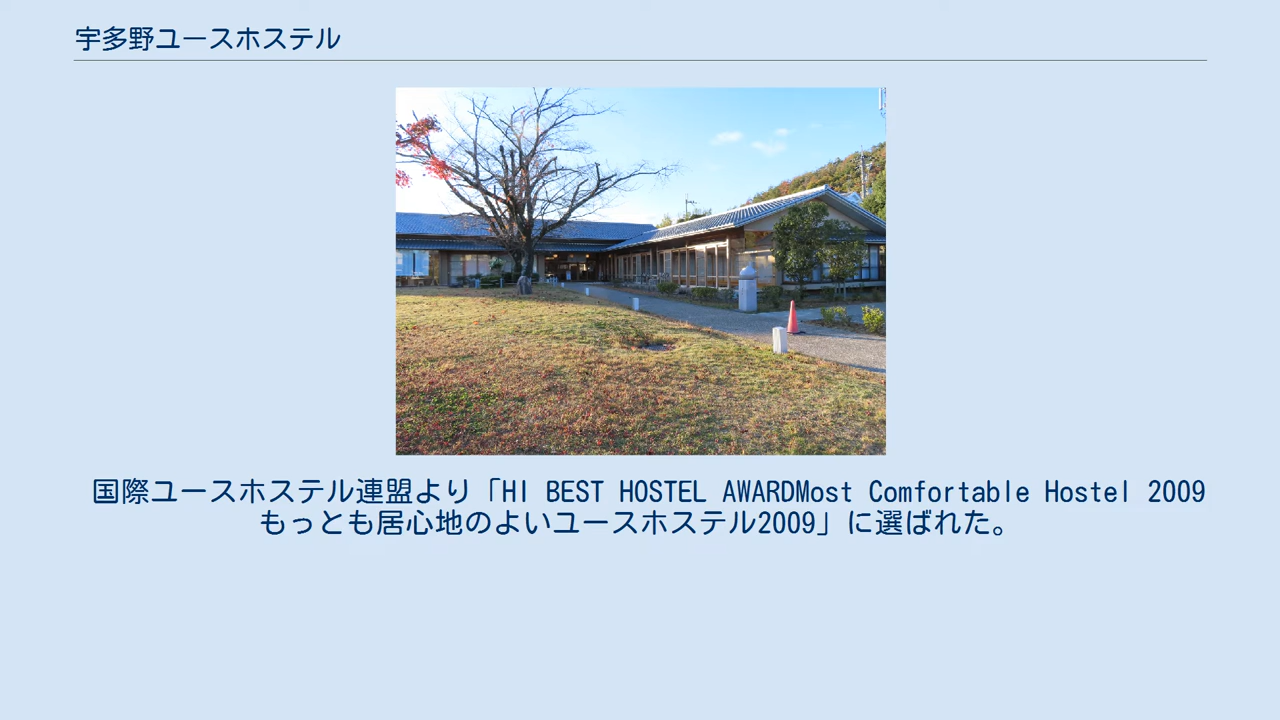 宇多野ユースホステル
国際ユースホステル連盟より「HI BEST HOSTEL AWARDMost Comfortable Hostel 2009
もっとも居心地のよいユースホステル2009」に選ばれた。